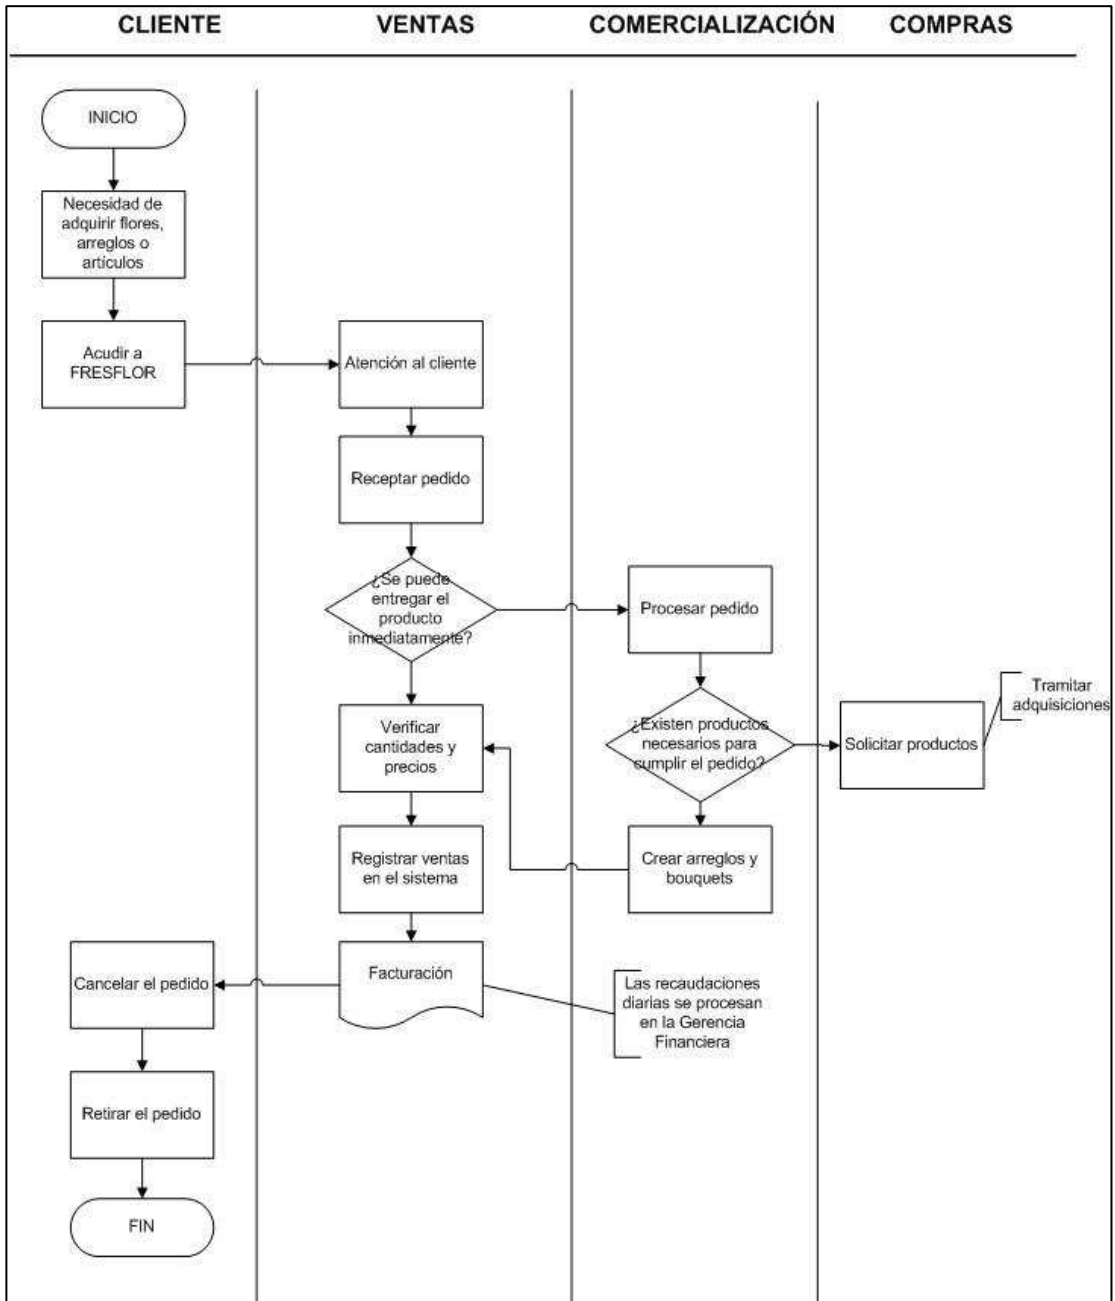 CLIENTE
VENTAS
COMERCIALIZACIÓN
COMPRAS
INICIO
Necesidad de
adquirir flores,
arreglos o
artículos
Acudir a
FRESFLOR
Atención al cliente
Receptar pedido
¿Se puede
entregar el
producto
inmediatamente?
Procesar pedido
¿Existen productos
necesarios para
cumplir el pedido?
Solicitar productos
Tramitar
adquisiciones
Verificar
cantidades y
precios
Registrar ventas
en el sistema
Crear arreglos y
bouquets
Facturación
Las recaudaciones
diarias se procesan
en la Gerencia
Financiera
Cancelar el pedido
Retirar el pedido
FIN